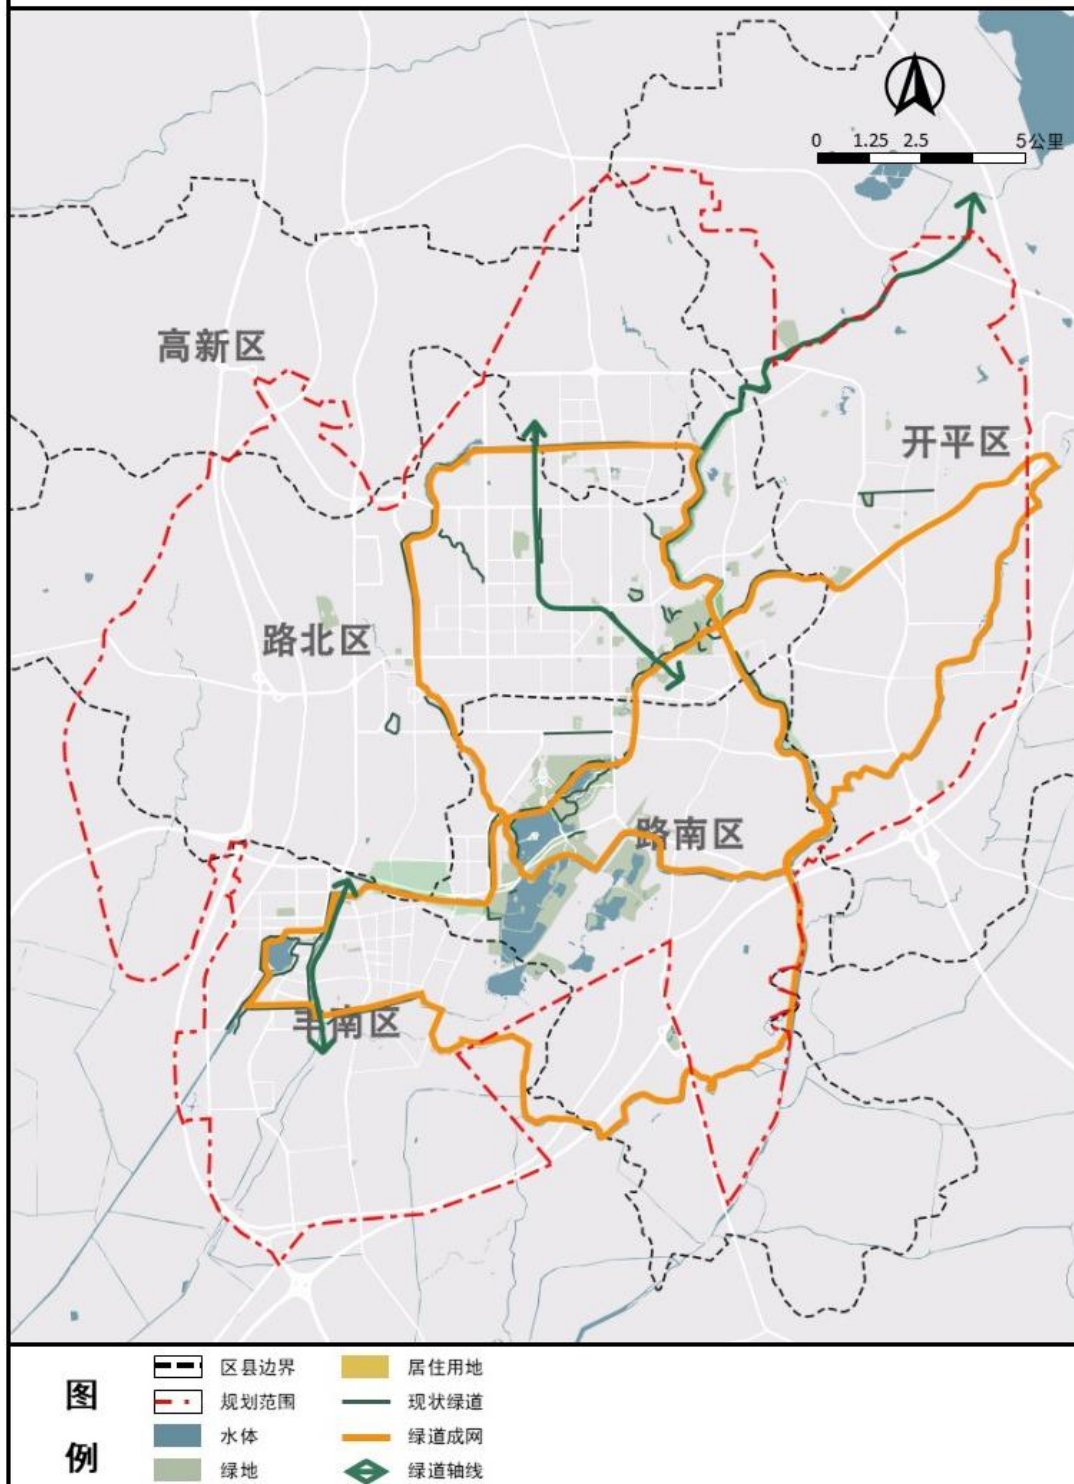 0 1.25 2.5 5公里
高新区
开平区
路北区
路南区
丰南区
图例
区县边界
居住用地
规划范围
现状绿道
水体
绿道成网
绿地
绿道轴线